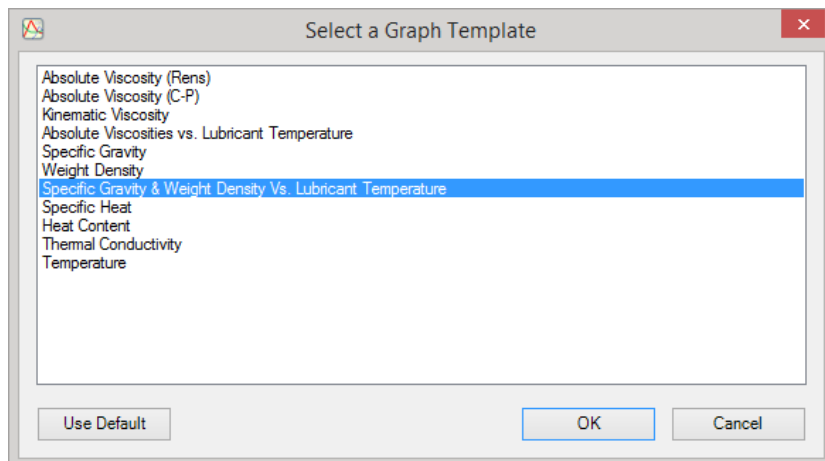 Select a Graph Template
Absolute Viscosity (Rens)
Absolute Viscosity (C-P)
Kinematic Viscosity
Absolute Viscosities vs. Lubricant Temperature
Specific Gravity
Weight Density
Specific Gravity & Weight Density Vs. Lubricant Temperature
Specific Heat
Heat Content
Thermal Conductivity
Temperature
Use Default
OK
Cancel